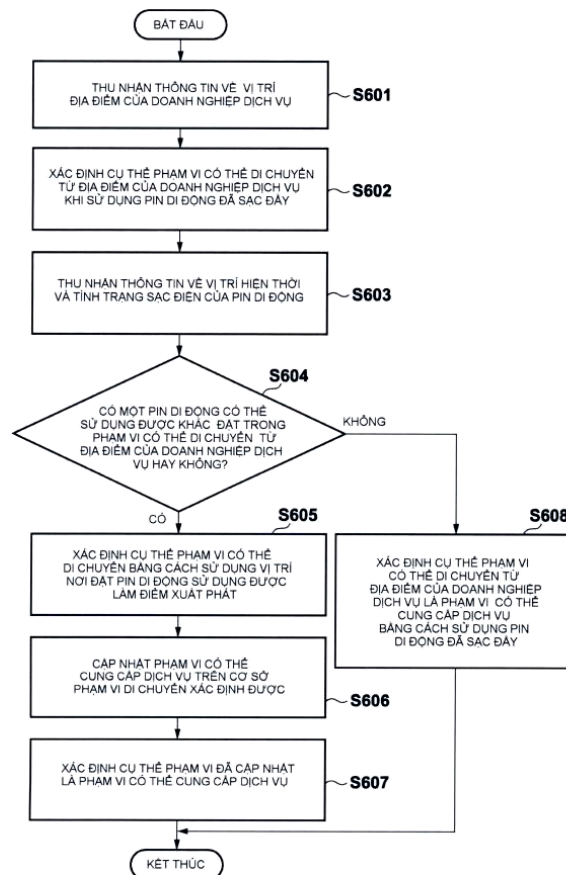 BẮT ĐẦU
THU NHẬN THÔNG TIN VỀ VỊ TRÍ
ĐỊA ĐIỂM CỦA DOANH NGHIỆP DỊCH VỤ
S601
XÁC ĐỊNH CỤ THỂ PHẠM VI CÓ THỂ DI CHUYỂN
TỪ ĐỊA ĐIỂM CỦA DOANH NGHIỆP DỊCH VỤ
KHI SỬ DỤNG PIN DI ĐỘNG ĐÃ SẠC ĐẦY
S602
THU NHẬN THÔNG TIN VỀ VỊ TRÍ HIỆN THỜI
VÀ TÌNH TRẠNG SẠC ĐIỆN CỦA PIN DI ĐỘNG
S603
S604
CÓ MỘT PIN DI ĐỘNG CÓ THỂ
SỬ DỤNG ĐƯỢC KHÁC ĐẶT TRONG
PHẠM VI CÓ THỂ DI CHUYỂN TỪ
ĐỊA ĐIỂM CỦA DOANH NGHIỆP DỊCH
VỤ HAY KHÔNG?
KHÔNG
CÓ
S605
XÁC ĐỊNH CỤ THỂ PHẠM VI CÓ THỂ
DI CHUYỂN BẰNG CÁCH SỬ DỤNG VỊ TRÍ
NƠI ĐẶT PIN DI ĐỘNG SỬ DỤNG ĐƯỢC
LÀM ĐIỂM XUẤT PHÁT
S608
XÁC ĐỊNH CỤ THỂ PHẠM VI
CÓ THỂ DI CHUYỂN TỪ
ĐỊA ĐIỂM CỦA DOANH NGHIỆP
DỊCH VỤ LÀ PHẠM VI CÓ THỂ
CUNG CẤP DỊCH VỤ
BẰNG CÁCH SỬ DỤNG PIN
DI ĐỘNG ĐÃ SẠC ĐẦY
CẬP NHẬT PHẠM VI CÓ THỂ
CUNG CẤP DỊCH VỤ TRÊN CƠ SỞ
PHẠM VI DI CHUYỂN XÁC ĐỊNH ĐƯỢC
S606
XÁC ĐỊNH CỤ THỂ PHẠM VI ĐÃ CẬP NHẬT
LÀ PHẠM VI CÓ THỂ CUNG CẤP DỊCH VỤ
S607
KẾT THÚC